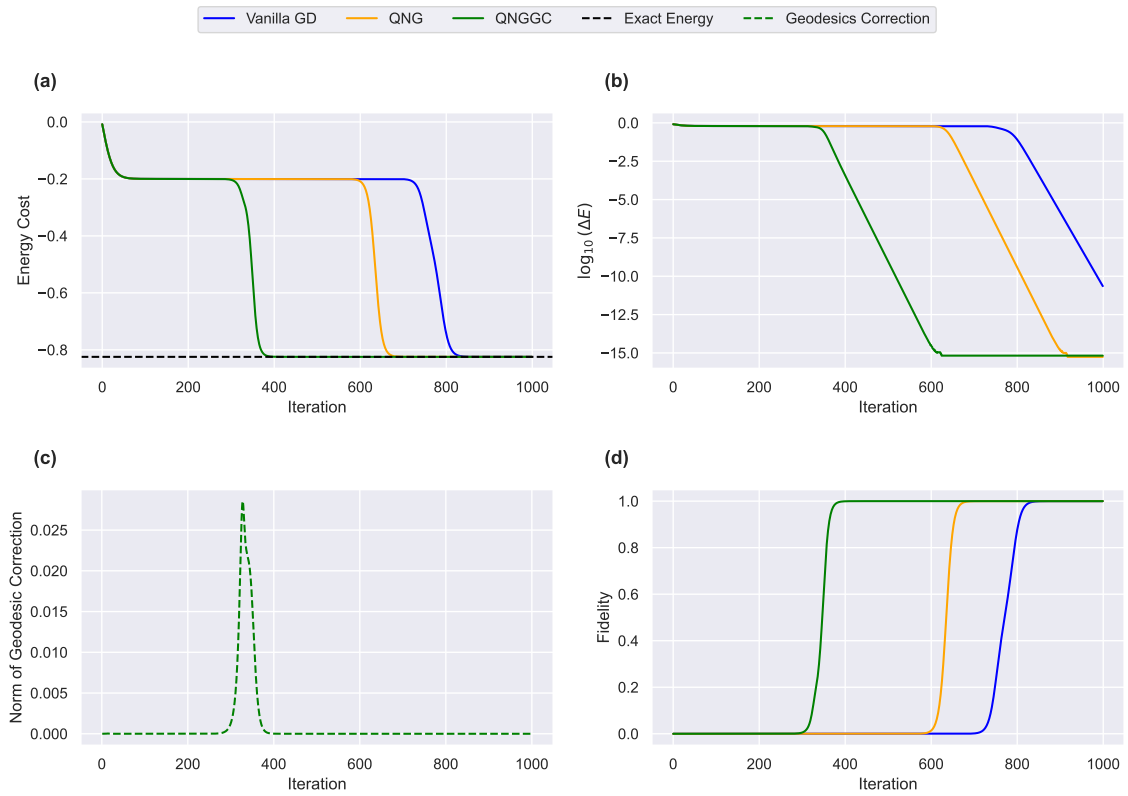 Vanilla GD QNG QNGGC Exact Energy Geodesics Correction
(a)
0.0
−0.2
−0.4
−0.6
−0.8
Energy Cost
0 200 400 600 800 1000
Iteration
(b)
0.0
−2.5
−5.0
−7.5
−10.0
−12.5
−15.0
log₁₀ (ΔE)
0 200 400 600 800 1000
Iteration
(c)
0.025
0.020
0.015
0.010
0.005
0.000
Norm of Geodesic Correction
0 200 400 600 800 1000
Iteration
(d)
1.0
0.8
0.6
0.4
0.2
0.0
Fidelity
0 200 400 600 800 1000
Iteration